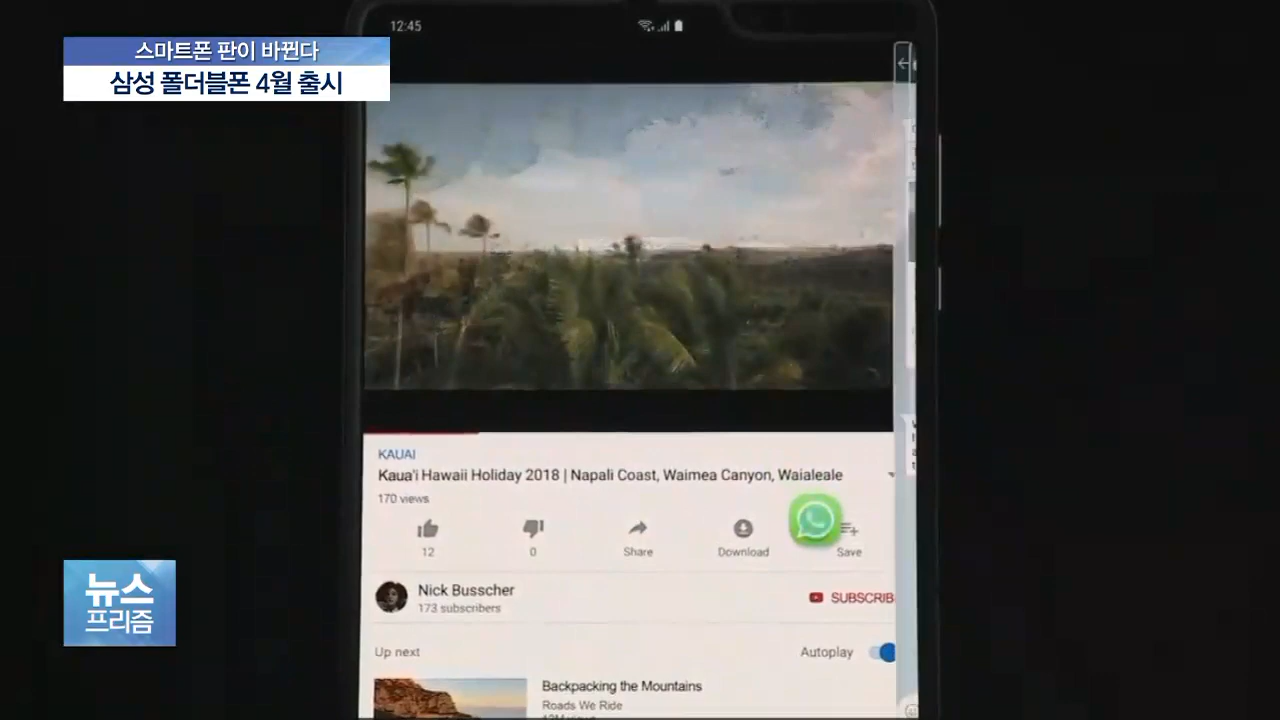 12:45
스마트폰 판이 바뀐다
삼성 폴더블폰 4월 출시
KAUAI
Kaua'i Hawaii Holiday 2018 | Napali Coast, Waimea Canyon, Waialeale
170 views
12
0
Share
Download
Save
Nick Busscher
173 subscribers
SUBSCRIB
뉴스
프리즘
Up next
Autoplay
Backpacking the Mountains
Roads We Ride